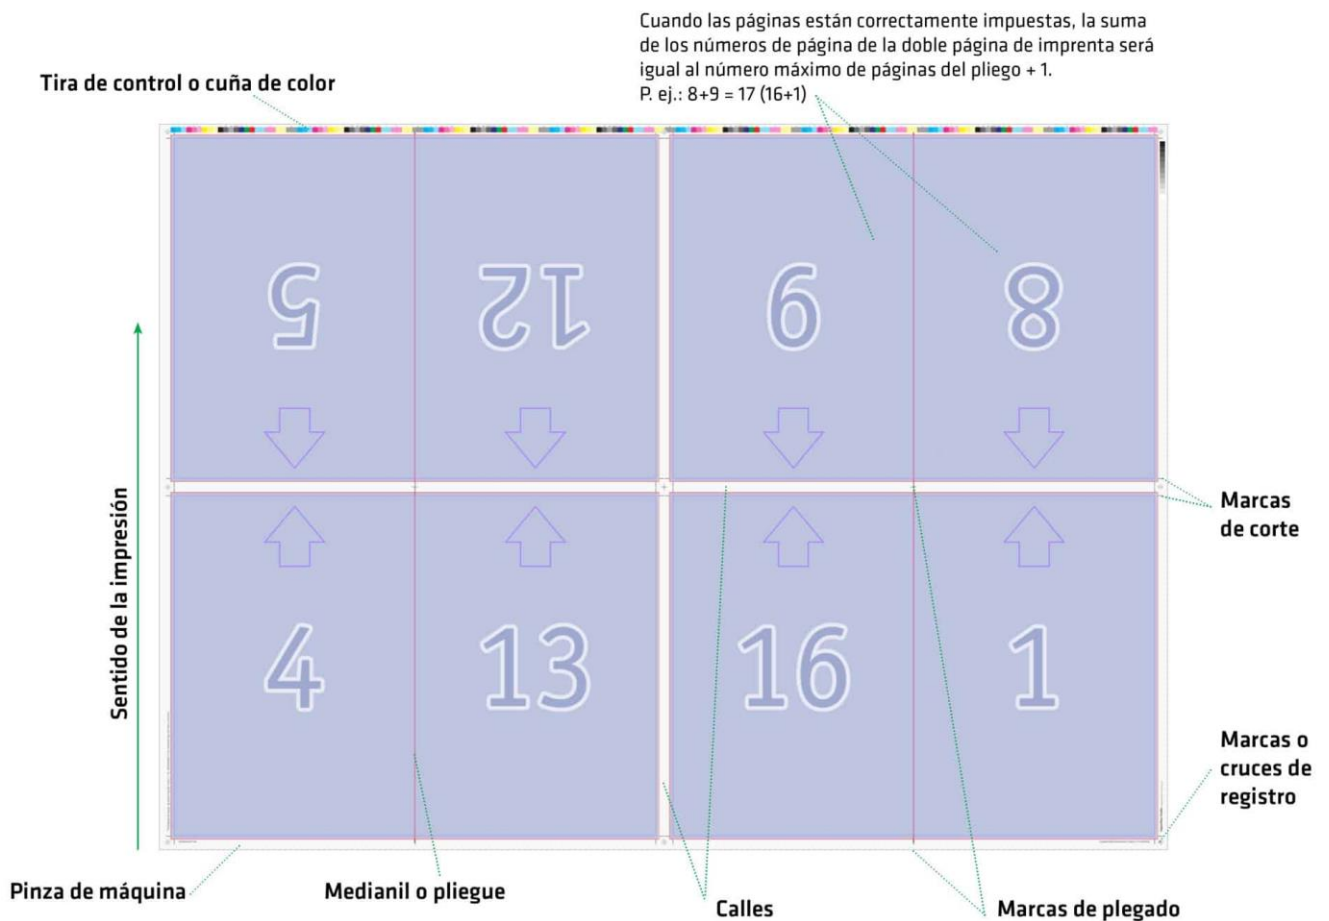 Cuando las páginas están correctamente impuestas, la suma
de los números de página de la doble página de imprenta será
igual al número máximo de páginas del pliego + 1.
P. ej.: 8+9 = 17 (16+1)
Tira de control o cuña de color
5
12
9
8
Sentido de la impresión
Marcas
de corte
4
13
16
1
Marcas o
cruces de
registro
Pinza de máquina
Medianil o pliegue
Calles
Marcas de plegado